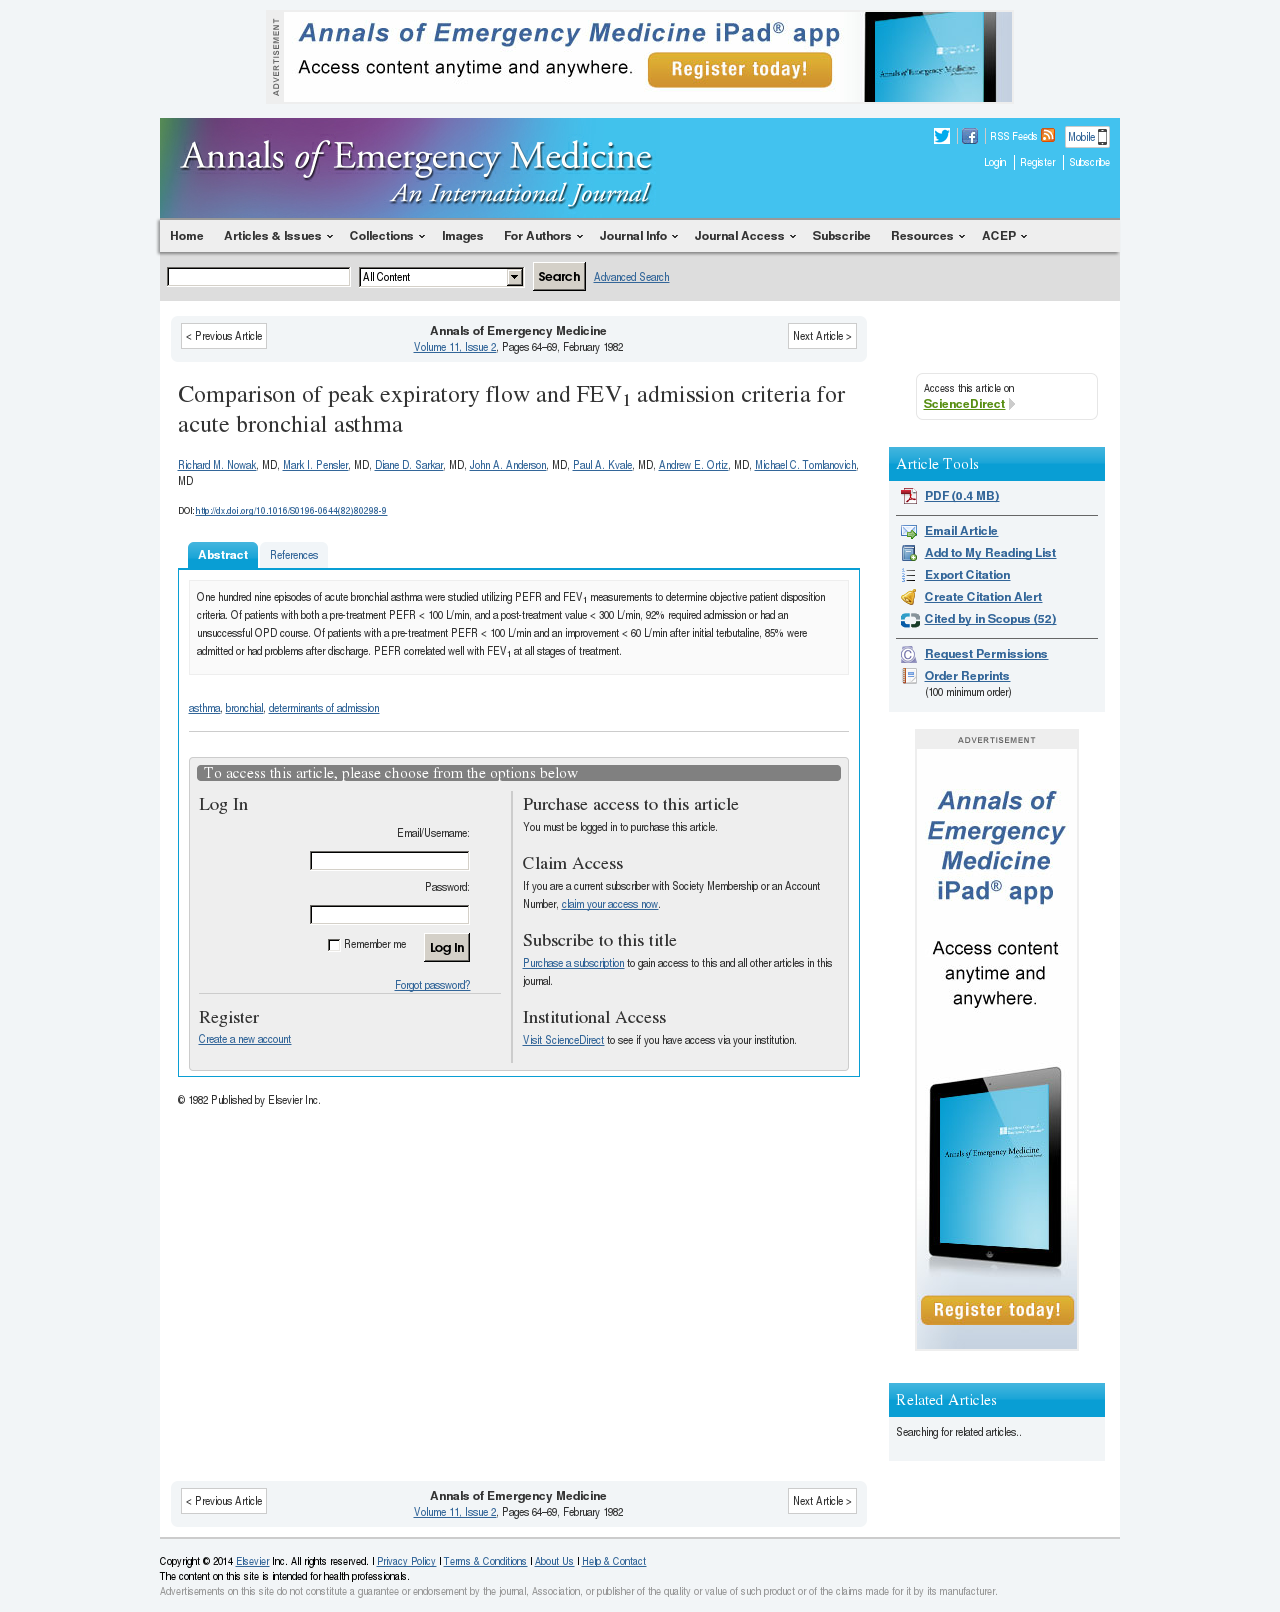 ADVERTISEMENT
Annals of Emergency Medicine iPad® app
Access content anytime and anywhere.
Register today!
Annals of Emergency Medicine
Annals of Emergency Medicine
An International Journal
RSS Feeds
Mobile
Login | Register | Subscribe
Home Articles & Issues Collections Images For Authors Journal Info Journal Access Subscribe Resources ACEP
All Content
Search
Advanced Search
< Previous Article
Annals of Emergency Medicine
Volume 11, Issue 2, Pages 64–69, February 1982
Next Article >
Comparison of peak expiratory flow and FEV1 admission criteria for
acute bronchial asthma
Richard M. Nowak, MD, Mark I. Pensler, MD, Diane D. Sarkar, MD, John A. Anderson, MD, Paul A. Kvale, MD, Andrew E. Ortiz, MD, Michael C. Tomlanovich,
MD
DOI: http://dx.doi.org/10.1016/S0196-0644(82)80298-9
Abstract
References
One hundred nine episodes of acute bronchial asthma were studied utilizing PEFR and FEV1 measurements to determine objective patient disposition
criteria. Of patients with both a pre-treatment PEFR < 100 L/min, and a post-treatment value < 300 L/min, 92% required admission or had an
unsuccessful OPD course. Of patients with a pre-treatment PEFR < 100 L/min and an improvement < 60 L/min after initial terbutaline, 85% were
admitted or had problems after discharge. PEFR correlated well with FEV1 at all stages of treatment.
asthma, bronchial, determinants of admission
To access this article, please choose from the options below
Log In
Email/Username:
Password:
Remember me
Log In
Forgot password?
Register
Create a new account
Purchase access to this article
You must be logged in to purchase this article.
Claim Access
If you are a current subscriber with Society Membership or an Account
Number, claim your access now.
Subscribe to this title
Purchase a subscription to gain access to this and all other articles in this
journal.
Institutional Access
Visit ScienceDirect to see if you have access via your institution.
© 1982 Published by Elsevier Inc.
Access this article on
ScienceDirect
Article Tools
PDF (0.4 MB)
Email Article
Add to My Reading List
Export Citation
Create Citation Alert
Cited by in Scopus (52)
Request Permissions
Order Reprints
(100 minimum order)
ADVERTISEMENT
Annals of
Emergency
Medicine
iPad® app
Access content
anytime and
anywhere.
Annals of Emergency Medicine
Register today!
Related Articles
Searching for related articles..
< Previous Article
Annals of Emergency Medicine
Volume 11, Issue 2, Pages 64–69, February 1982
Next Article >
Copyright © 2014 Elsevier Inc. All rights reserved. | Privacy Policy | Terms & Conditions | About Us | Help & Contact
The content on this site is intended for health professionals.
Advertisements on this site do not constitute a guarantee or endorsement by the journal, Association, or publisher of the quality or value of such product or of the claims made for it by its manufacturer.